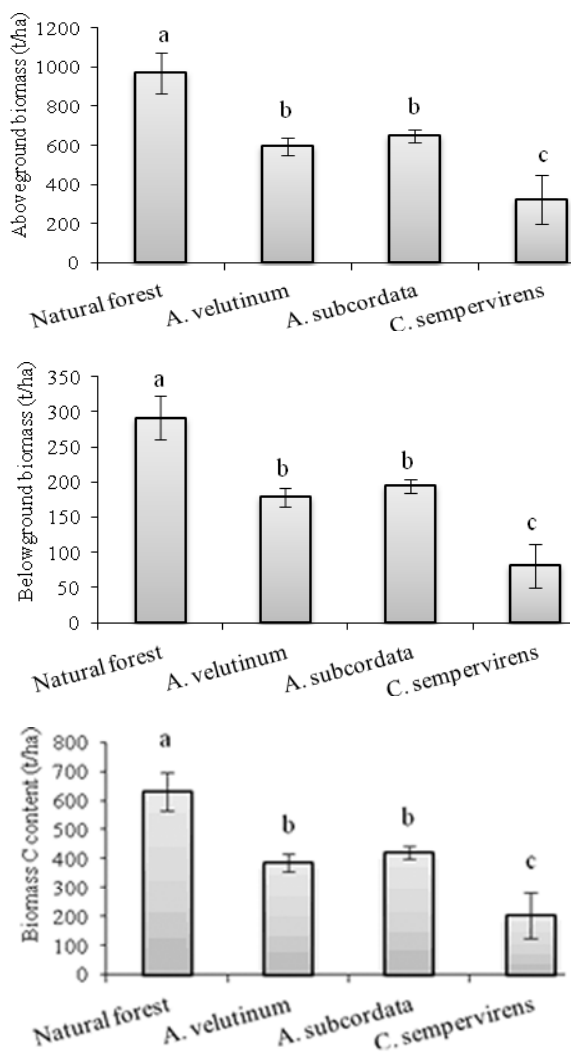 Aboveground biomass (t/ha)
1200
1000
800
600
400
200
0
a
b
b
c
Natural forest
A. velutinum
A. subcordata
C. sempervirens
Belowground biomass (t/ha)
350
300
250
200
150
100
50
0
a
b
b
c
Natural forest
A. velutinum
A. subcordata
C. sempervirens
Biomass C content (t/ha)
800
700
600
500
400
300
200
100
0
a
b
b
c
Natural forest
A. velutinum
A. subcordata
C. sempervirens